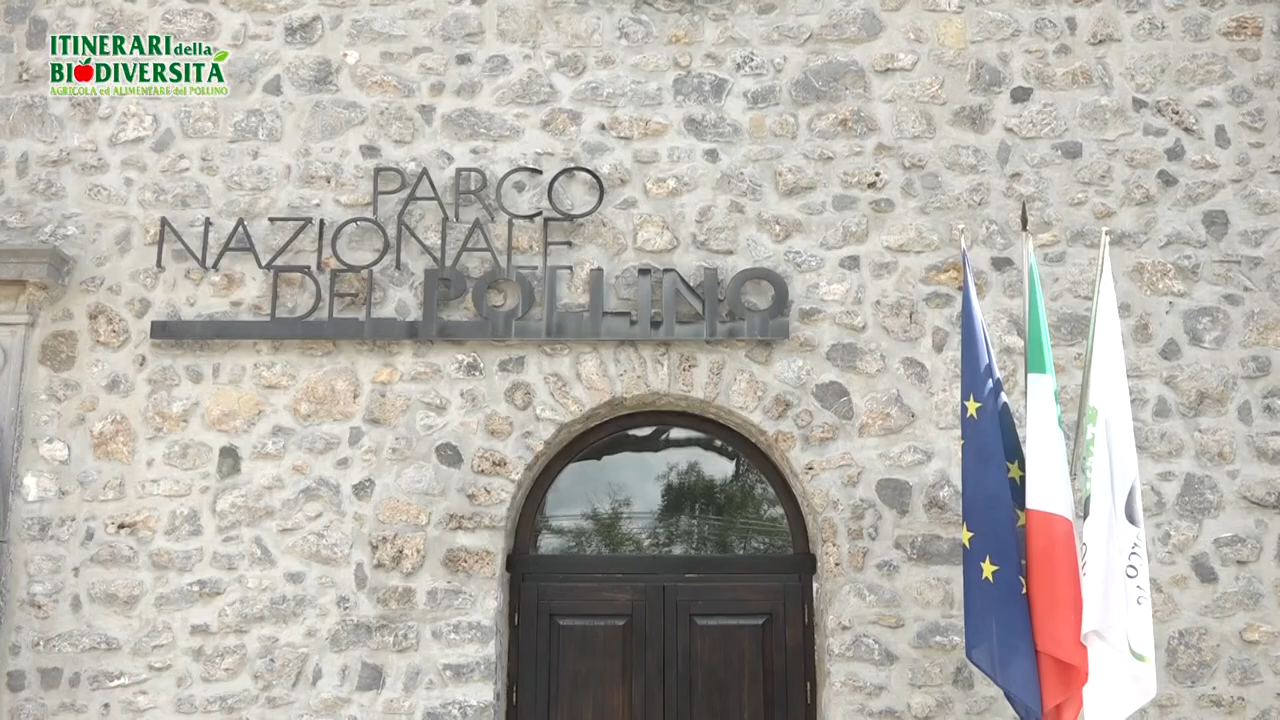 ITINERARI della
BIODIVERSITÀ
AGRICOLA ed ALIMENTARE del POLLINO
PARCO
NAZIONALE
DEL POLLINO